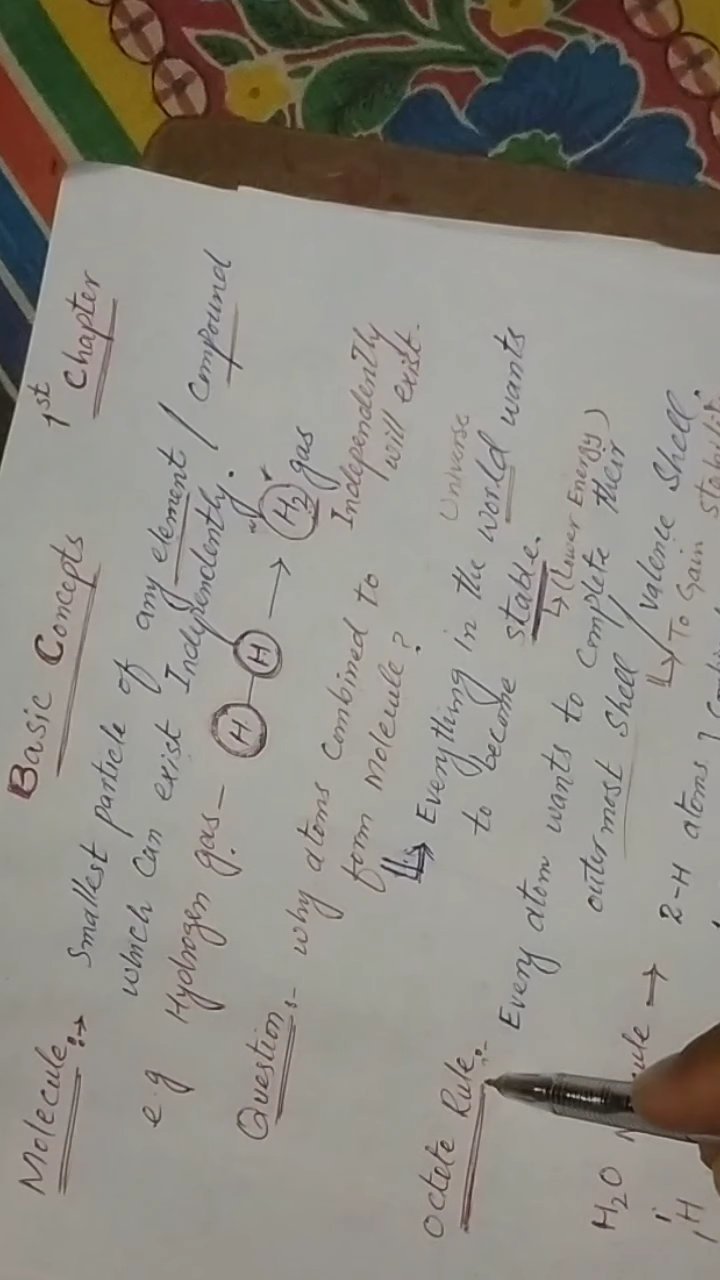 Basic Concepts 1st Chapter
Molecule:→ Smallest particle of any element / Compound
which can exist Independently.
e.g Hydrogen gas - H-H → H2 gas
Independently
will exist.
Question:- why atoms combined to
form Molecule?
↳ Everything in the world wants
Universe
to become stable.
↳ (Lower Energy)
Octete Rule:- Every atom wants to complete their
outermost shell / valence shell.
↳ To Gain
H2O → 2-H atoms
H